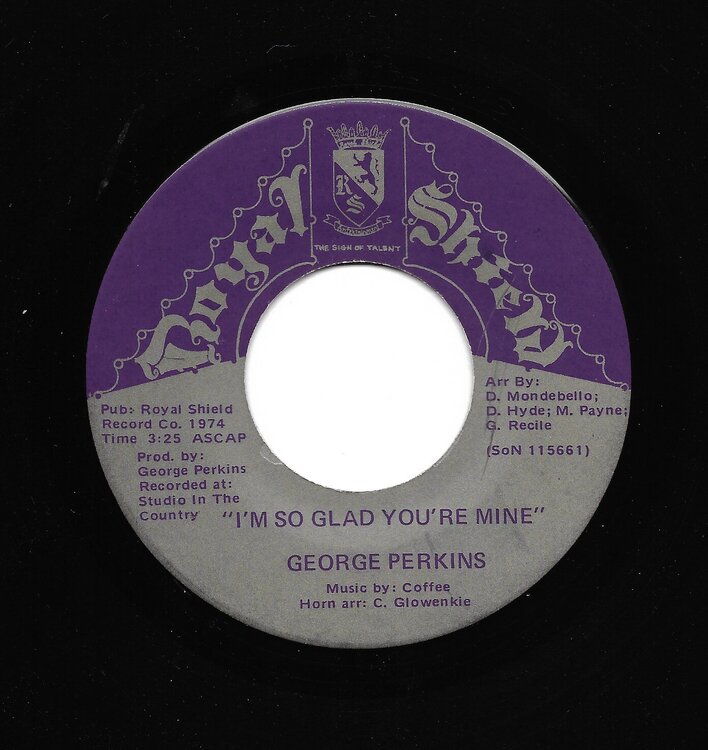 Royal Shield
R S
Entertainment
THE SIGN OF TALENT
Pub: Royal Shield
Record Co. 1974
Time 3:25 ASCAP
Prod. by:
George Perkins
Recorded at:
Studio In The
Country
Arr By:
D. Mondebello;
D. Hyde; M. Payne;
G. Recile
(SoN 115661)
"I'M SO GLAD YOU'RE MINE"
GEORGE PERKINS
Music by: Coffee
Horn arr: C. Glowenkie